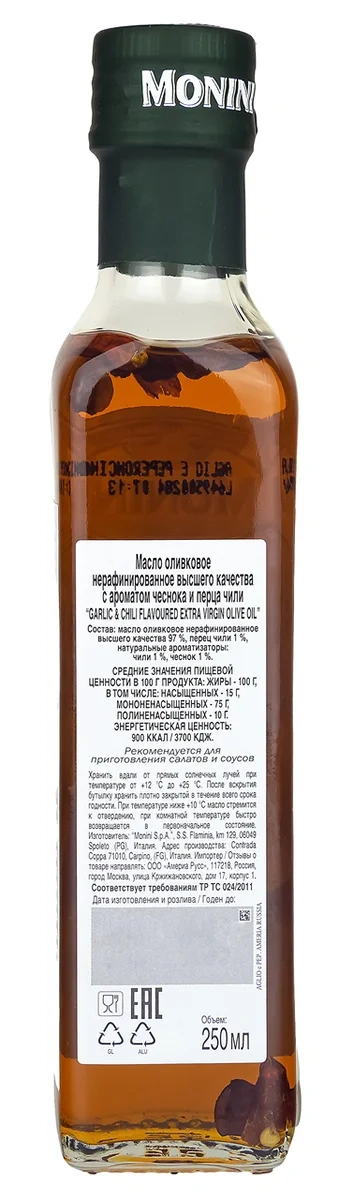 MONINI
AGLIO E PEPERONCINO
L649500204 07:13
Масло оливковое
нерафинированное высшего качества
с ароматом чеснока и перца чили
"GARLIC & CHILI FLAVOURED EXTRA VIRGIN OLIVE OIL"
Состав: масло оливковое нерафинированное
высшего качества 97 %, перец чили 1 %,
натуральные ароматизаторы:
чили 1 %, чеснок 1 %.
СРЕДНИЕ ЗНАЧЕНИЯ ПИЩЕВОЙ
ЦЕННОСТИ В 100 Г ПРОДУКТА: ЖИРЫ - 100 Г,
В ТОМ ЧИСЛЕ: НАСЫЩЕННЫХ - 15 Г,
МОНОНЕНАСЫЩЕННЫХ - 75 Г,
ПОЛИНЕНАСЫЩЕННЫХ - 10 Г.
ЭНЕРГЕТИЧЕСКАЯ ЦЕННОСТЬ:
900 ККАЛ / 3700 КДЖ.
Рекомендуется для
приготовления салатов и соусов
Хранить вдали от прямых солнечных лучей при
температуре от +12 °C до +25 °C. После вскрытия
бутылку хранить плотно закрытой в течение всего срока
годности. При температуре ниже +10 °C масло стремится
к отвердению, при комнатной температуре быстро
возвращается в первоначальное состояние.
Изготовитель: "Monini S.p.A.", S.S. Flaminia, km 129, 06049
Spoleto (PG), Италия. Адрес производства: Contrada
Coppa 71010, Carpino, (FG), Италия. Импортер / Отзывы о
товаре направлять: ООО «Америа Русс», 117218, Россия,
город Москва, улица Кржижановского, дом 17, корпус 1.
Соответствует требованиям ТР ТС 024/2011
Дата изготовления и розлива / Годен до:
AGLIO e PEP. AMERIA RUSSIA
EAC
GL
ALU
Объем:
250 мл